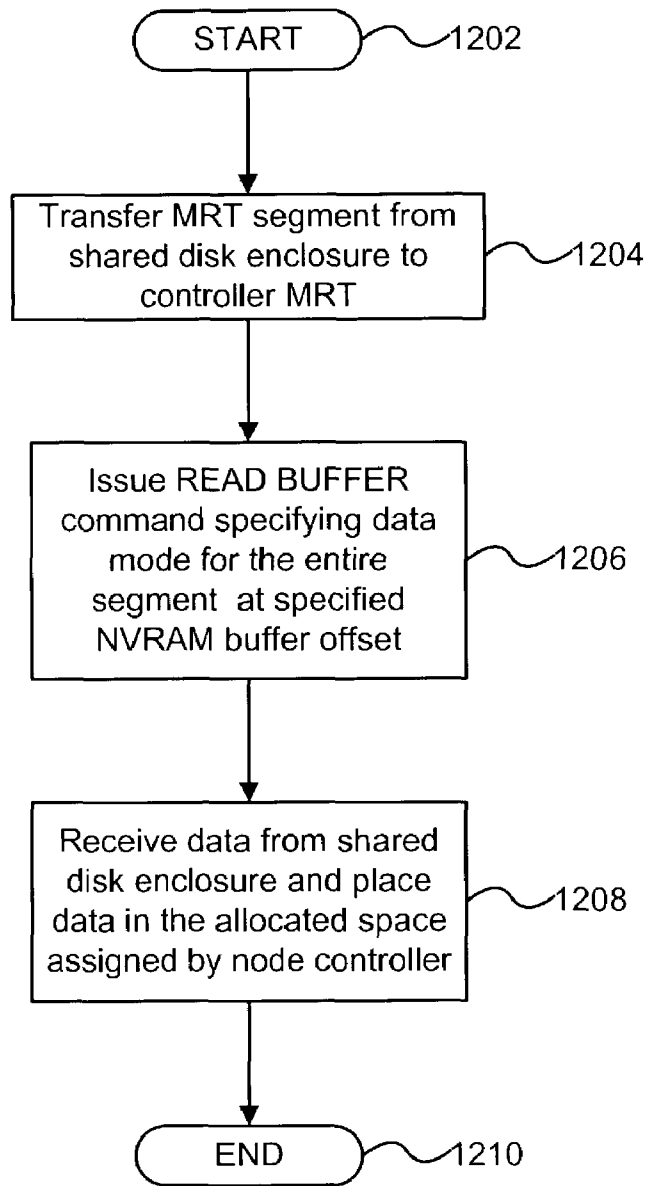 START
1202
Transfer MRT segment from
shared disk enclosure to
controller MRT
1204
Issue READ BUFFER
command specifying data
mode for the entire
segment at specified
NVRAM buffer offset
1206
Receive data from shared
disk enclosure and place
data in the allocated space
assigned by node controller
1208
END
1210